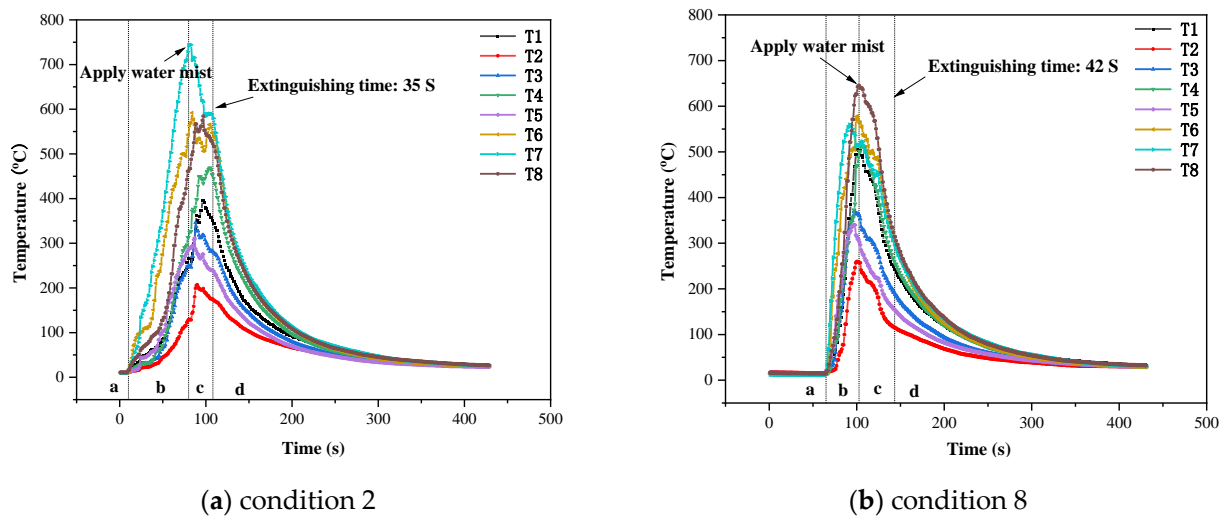 800
700
600
500
400
300
200
100
0
Temperature (ºC)
Apply water mist
Extinguishing time: 35 S
T1
T2
T3
T4
T5
T6
T7
T8
a
b
c
d
0
100
200
300
400
500
Time (s)
(a) condition 2
800
700
600
500
400
300
200
100
0
Temperature (ºC)
Apply water mist
Extinguishing time: 42 S
T1
T2
T3
T4
T5
T6
T7
T8
a
b
c
d
0
100
200
300
400
500
Time (s)
(b) condition 8